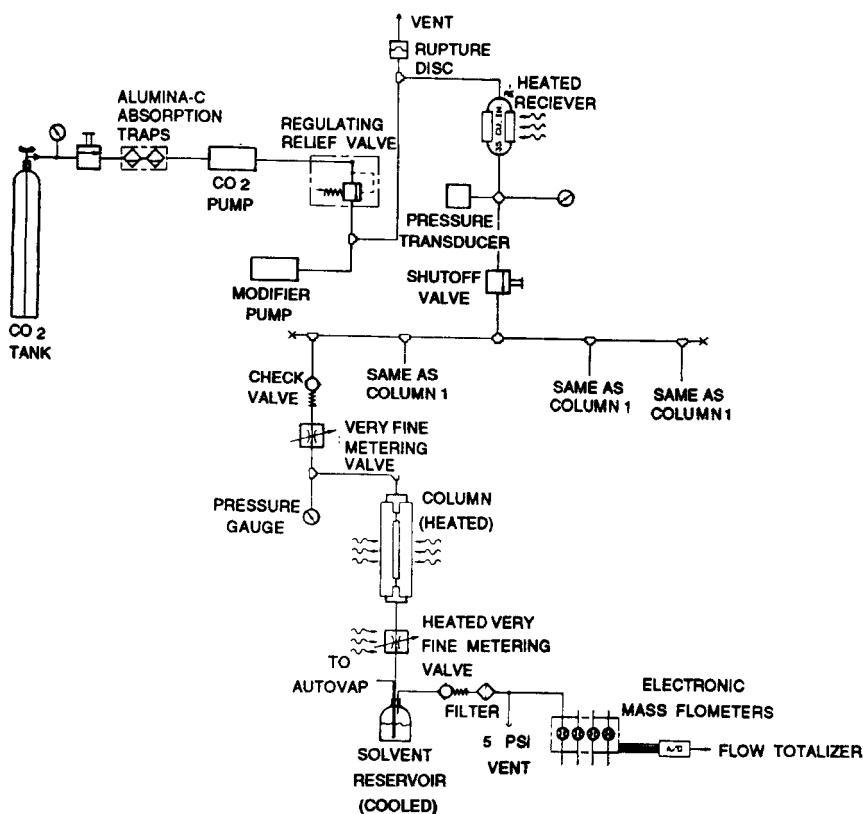 VENT
RUPTURE
DISC
HEATED
RECIEVER
35 CU. IN.
ALUMINA-C
ABSORPTION
TRAPS
REGULATING
RELIEF VALVE
CO 2
PUMP
PRESSURE
TRANSDUCER
MODIFIER
PUMP
SHUTOFF
VALVE
CO 2
TANK
CHECK
VALVE
SAME AS
COLUMN 1
SAME AS
COLUMN 1
SAME AS
COLUMN 1
VERY FINE
METERING
VALVE
PRESSURE
GAUGE
COLUMN
(HEATED)
HEATED VERY
FINE METERING
VALVE
TO
AUTOVAP
FILTER
5 PSI
VENT
ELECTRONIC
MASS FLOMETERS
FLOW TOTALIZER
SOLVENT
RESERVOIR
(COOLED)